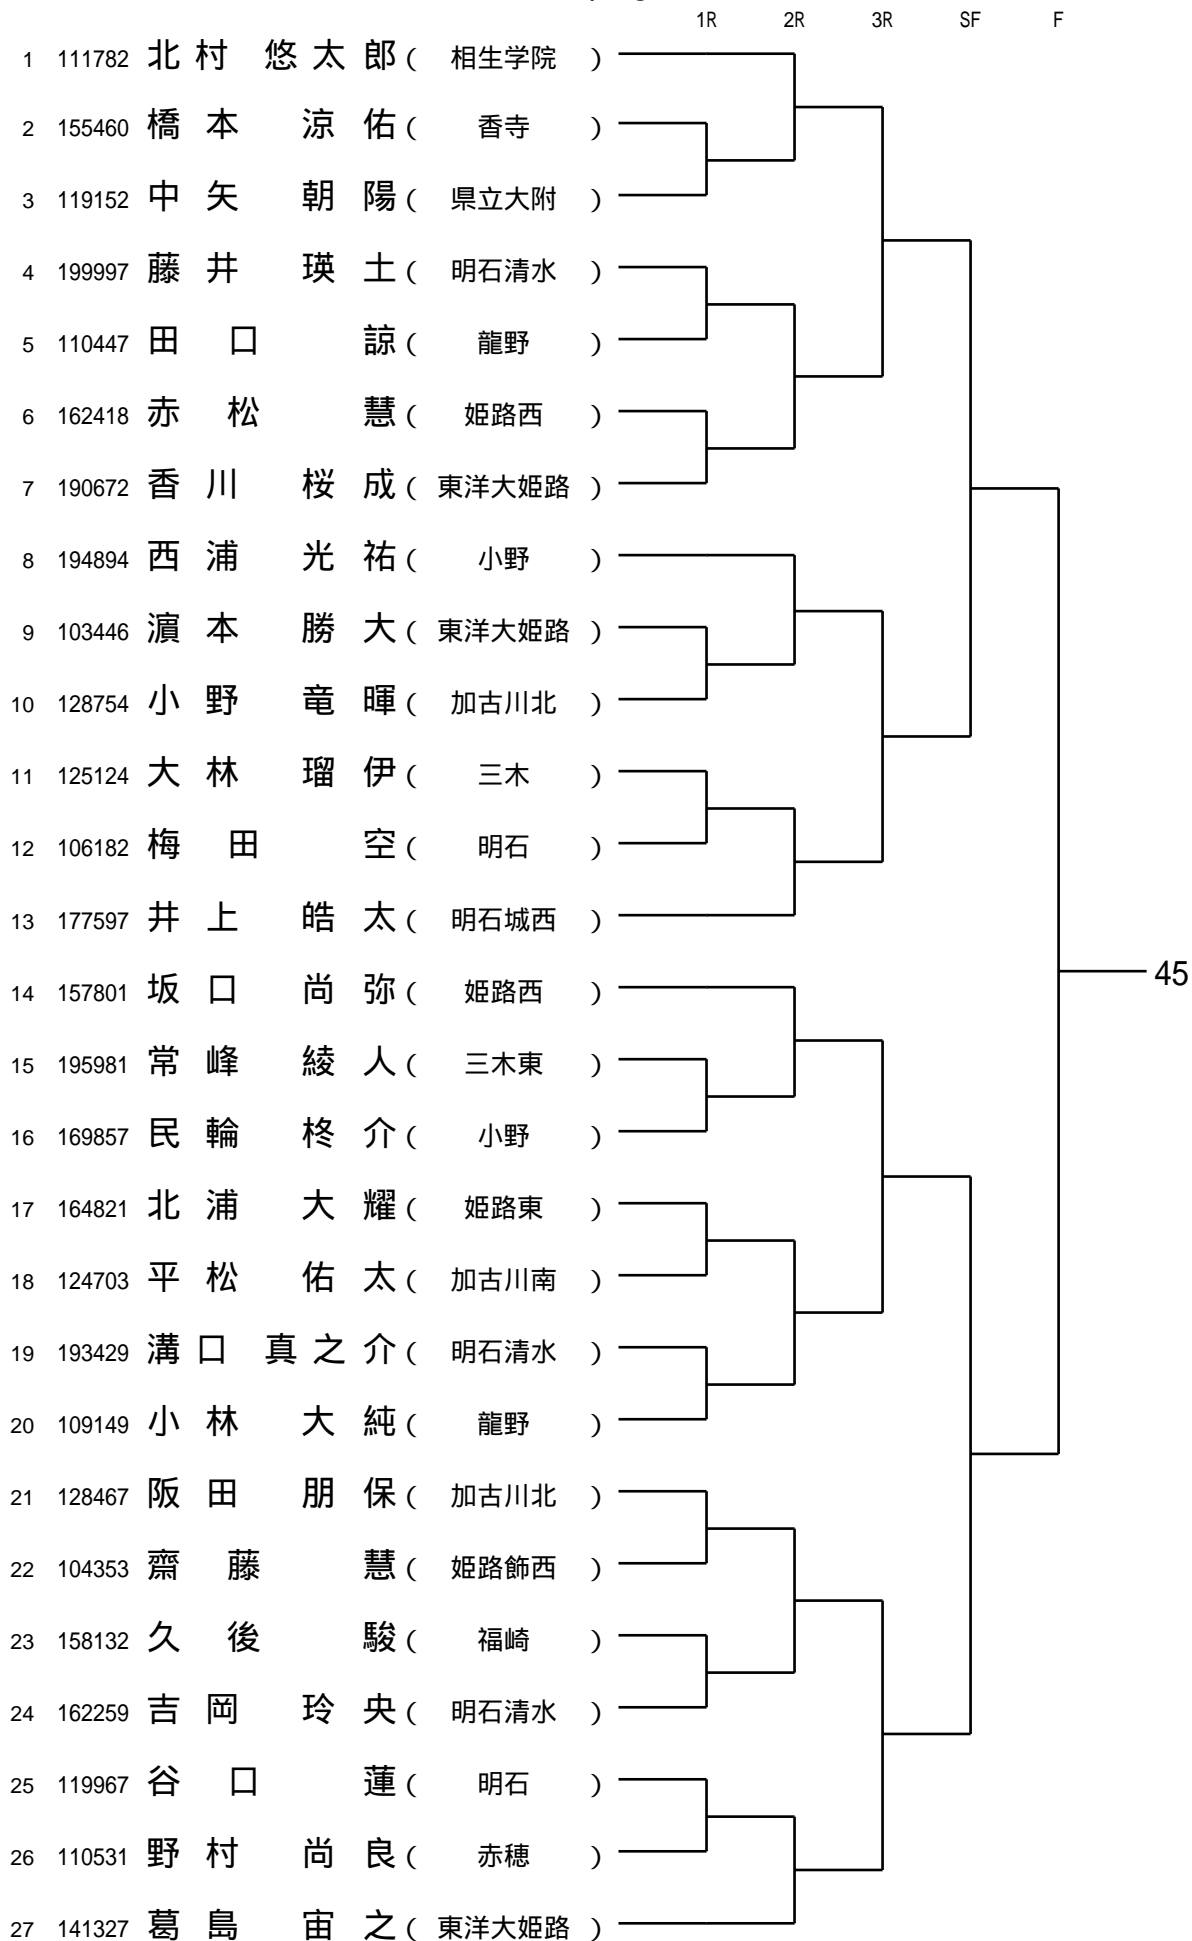 1R 2R 3R SF F
1 111782 北村 悠太郎 ( 相生学院 )
2 155460 橋本 涼佑 ( 香寺 )
3 119152 中矢 朝陽 ( 県立大附 )
4 199997 藤井 瑛士 ( 明石清水 )
5 110447 田口 諒 ( 龍野 )
6 162418 赤松 慧 ( 姫路西 )
7 190672 香川 桜成 ( 東洋大姫路 )
8 194894 西浦 光祐 ( 小野 )
9 103446 濵本 勝大 ( 東洋大姫路 )
10 128754 小野 竜暉 ( 加古川北 )
11 125124 大林 瑠伊 ( 三木 )
12 106182 梅田 空 ( 明石 )
13 177597 井上 皓太 ( 明石城西 )
45
14 157801 坂口 尚弥 ( 姫路西 )
15 195981 常峰 綾人 ( 三木東 )
16 169857 民輪 柊介 ( 小野 )
17 164821 北浦 大耀 ( 姫路東 )
18 124703 平松 佑太 ( 加古川南 )
19 193429 溝口 真之介 ( 明石清水 )
20 109149 小林 大純 ( 龍野 )
21 128467 阪田 朋保 ( 加古川北 )
22 104353 齋藤 慧 ( 姫路飾西 )
23 158132 久後 駿 ( 福崎 )
24 162259 吉岡 玲央 ( 明石清水 )
25 119967 谷口 蓮 ( 明石 )
26 110531 野村 尚良 ( 赤穂 )
27 141327 葛島 宙之 ( 東洋大姫路 )